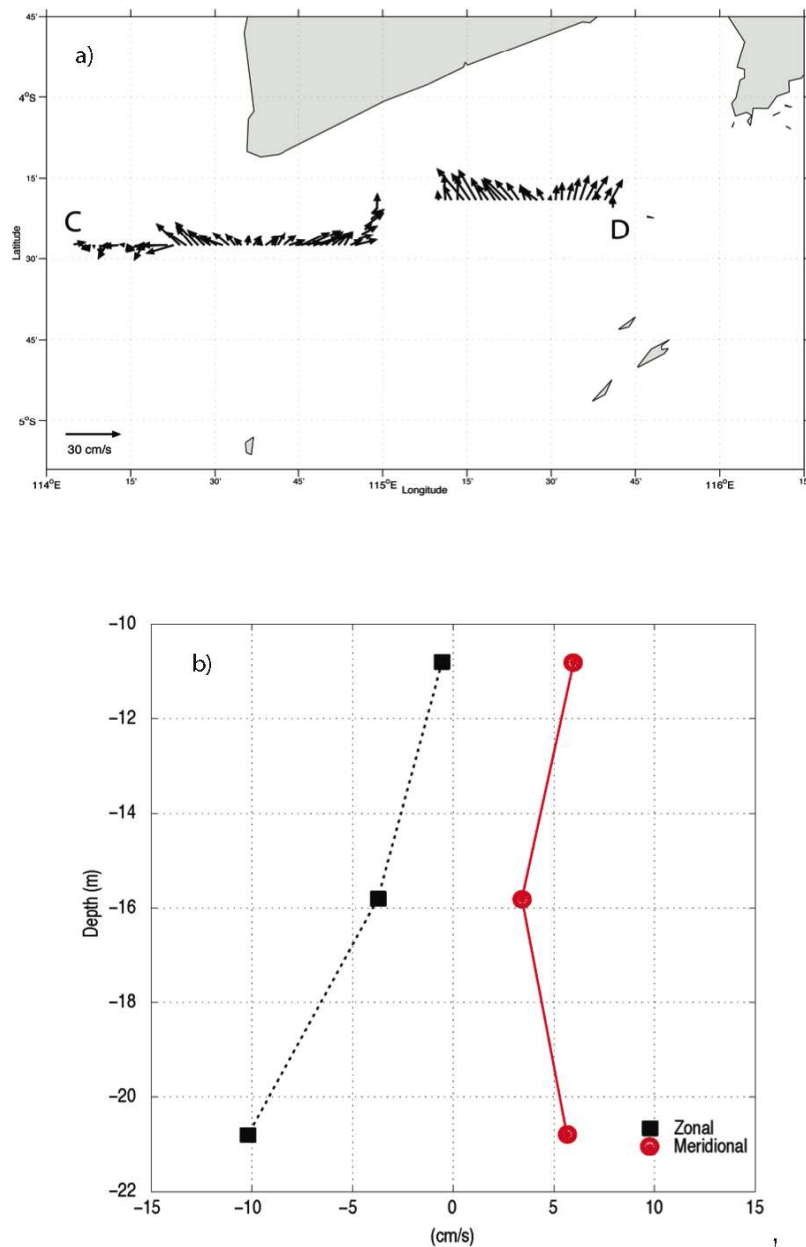 a)
45'
4°S
15'
30'
45'
5°S
Latitude
C
D
30 cm/s
114°E
15'
30'
45'
115°E
Longitude
15'
30'
45'
116°E
15
b)
−10
−12
−14
−16
−18
−20
−22
Depth (m)
Zonal
Meridional
−15
−10
−5
0
5
10
15
(cm/s)
,